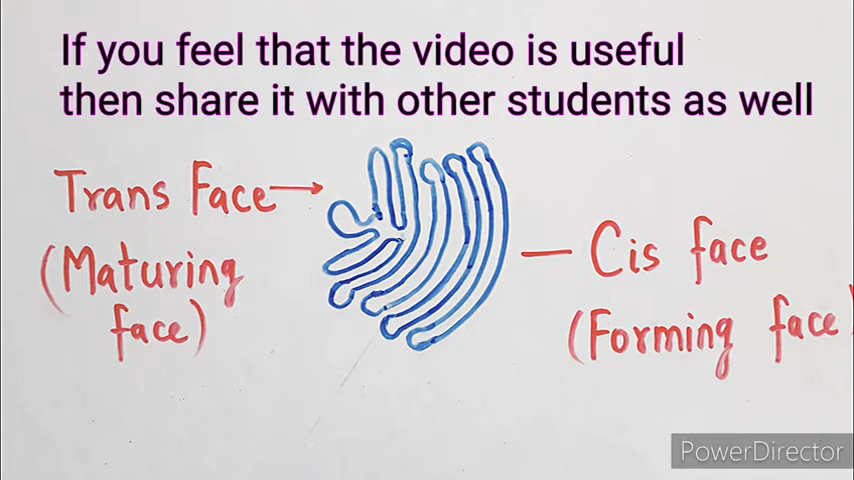 If you feel that the video is useful
then share it with other students as well
Trans Face
(Maturing
face)
Cis face
(Forming face)
PowerDirector